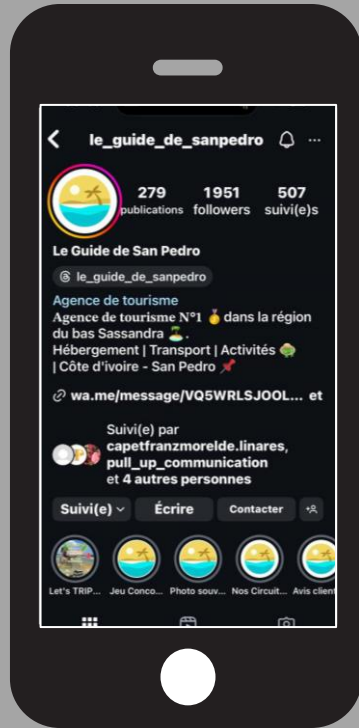 le_guide_de_sanpedro
279 1951 507
publications followers suivi(e)s
Le Guide de San Pedro
le_guide_de_sanpedro
Agence de tourisme
Agence de tourisme N°1 🥇 dans la région
du bas Sassandra 🏝️.
Hébergement | Transport | Activités
| Côte d'ivoire - San Pedro 📌
wa.me/message/VQ5WRLSJOOL... et
Suivi(e) par
capetfranzmorelde.linares,
pull_up_communication
et 4 autres personnes
Suivi(e) Écrire Contacter
Let's TRIP... Jeu Conco... Photo souv... Nos Circuit... Avis client